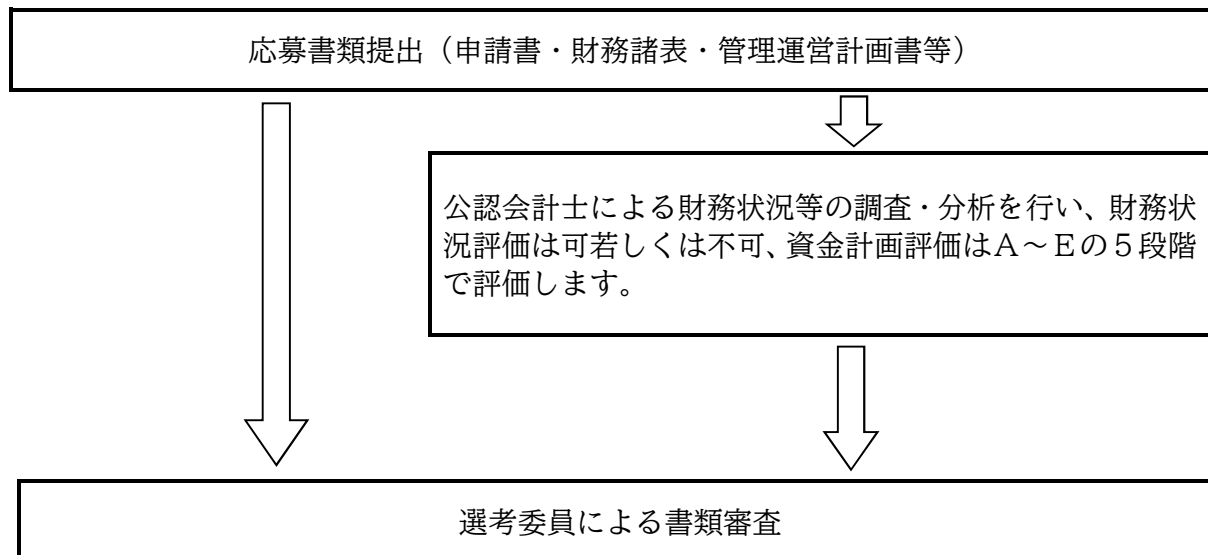 応募書類提出（申請書・財務諸表・管理運営計画書等）
公認会計士による財務状況等の調査・分析を行い、財務状
況評価は可若しくは不可、資金計画評価はＡ～Ｅの５段階
で評価します。
選考委員による書類審査